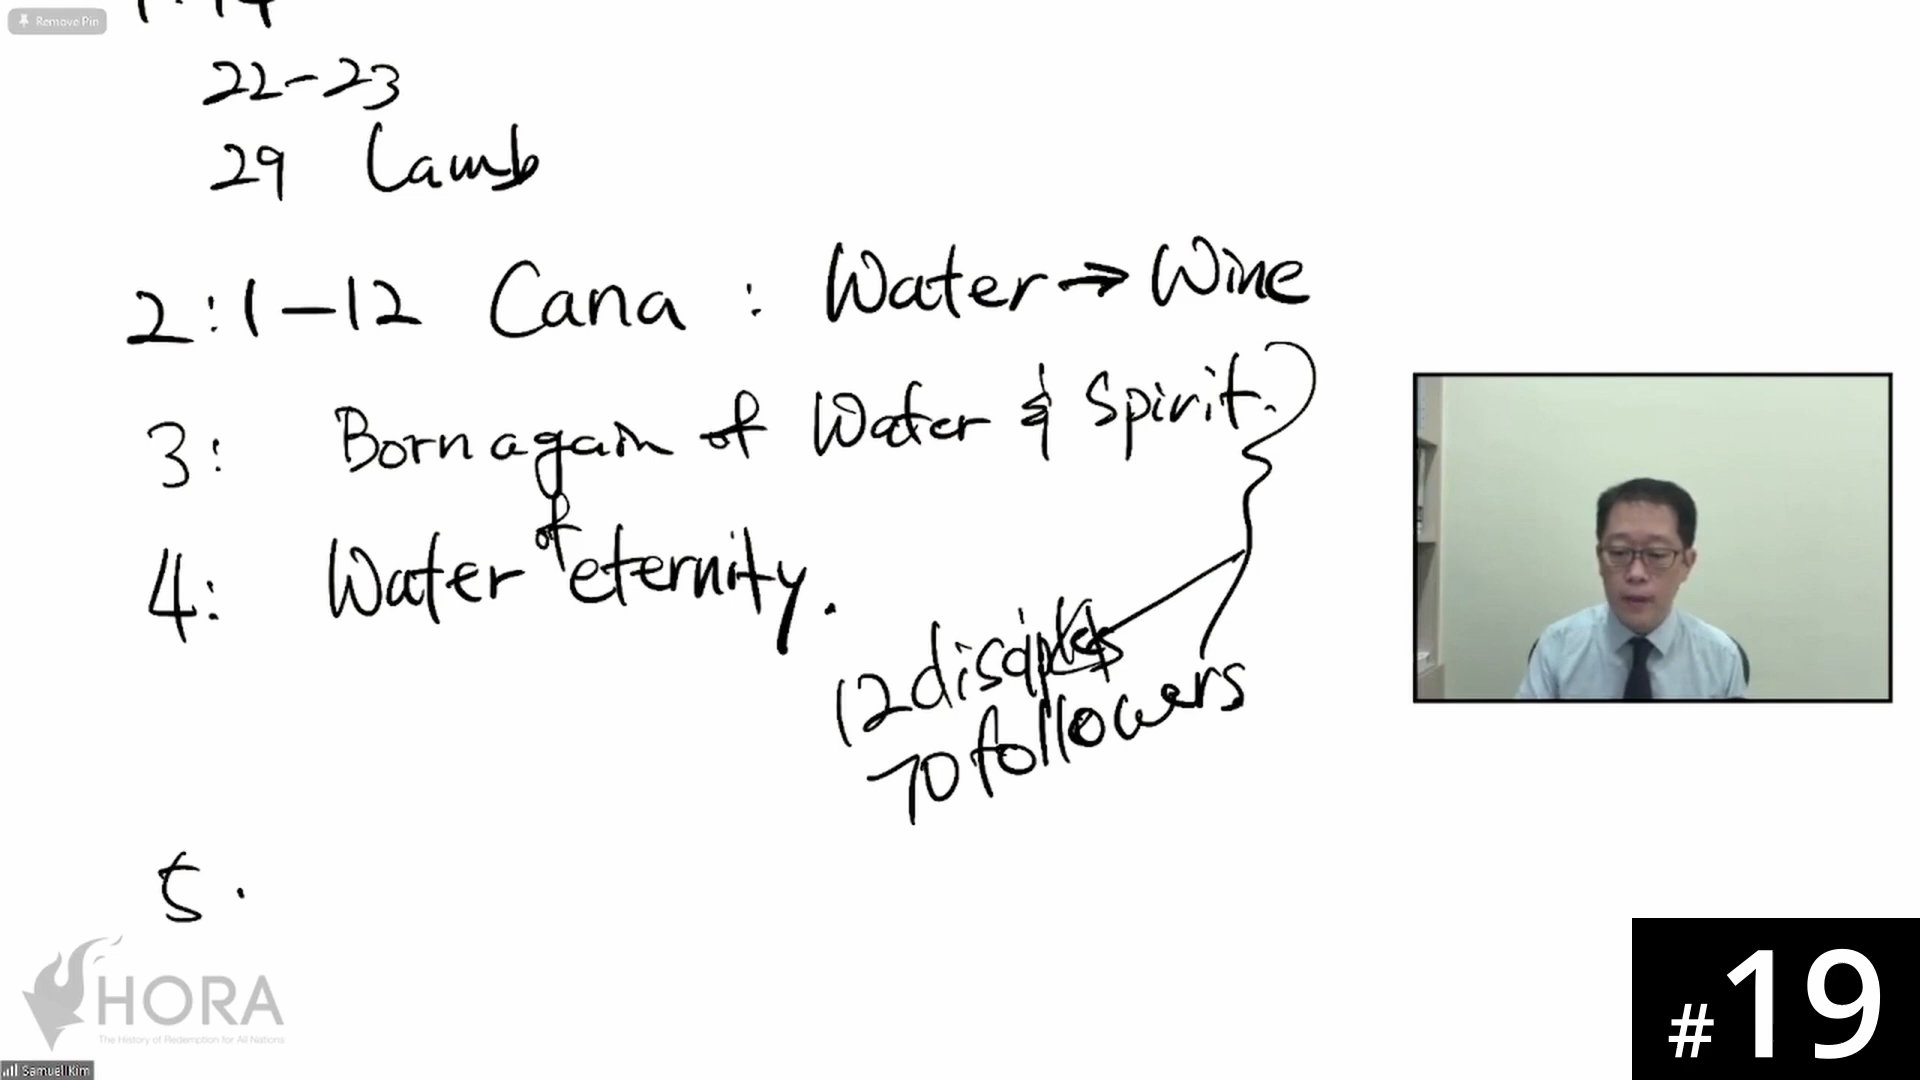 Remove Pin
22-23
29 Lamb
2:1-12 Cana : Water → Wine
3: Born again of Water & Spirit.
4: Water of eternity.
12 disciples
70 followers
5.
HORA
The History of Redemption for All Nations
Samuel Kim
#19